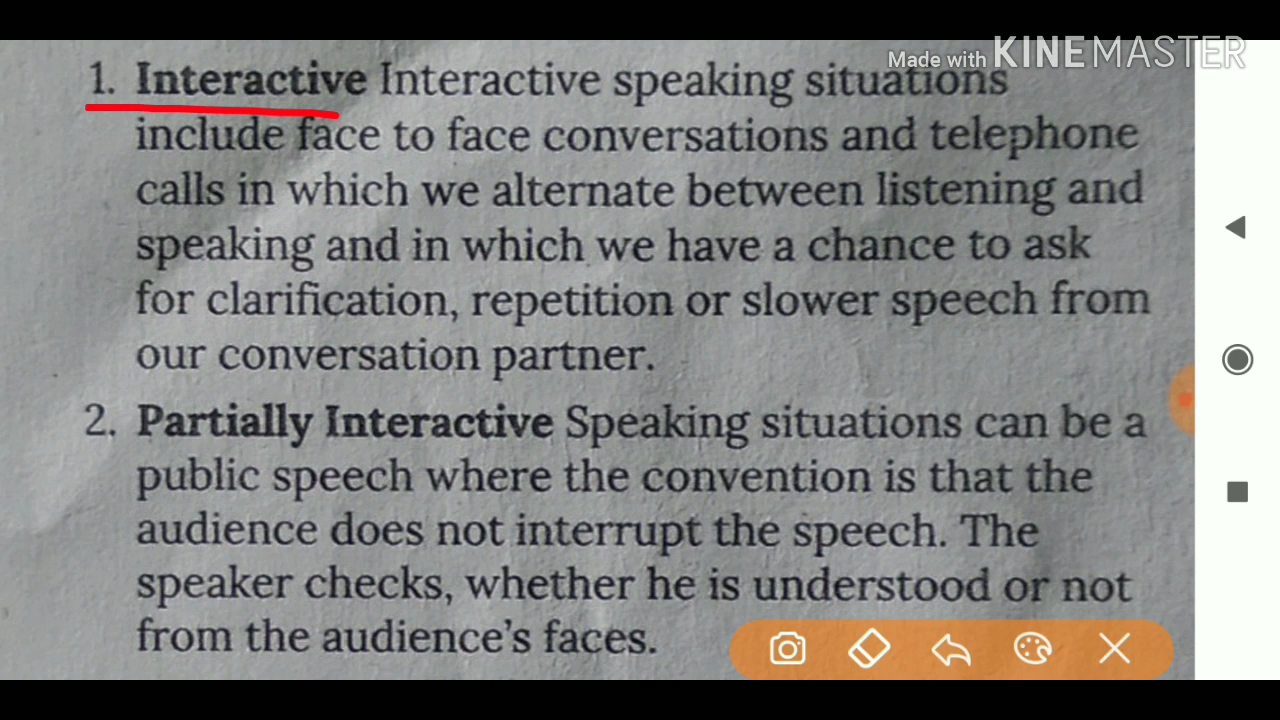 Made with KINEMASTER
1. Interactive Interactive speaking situations
include face to face conversations and telephone
calls in which we alternate between listening and
speaking and in which we have a chance to ask
for clarification, repetition or slower speech from
our conversation partner.
2. Partially Interactive Speaking situations can be a
public speech where the convention is that the
audience does not interrupt the speech. The
speaker checks, whether he is understood or not
from the audience's faces.